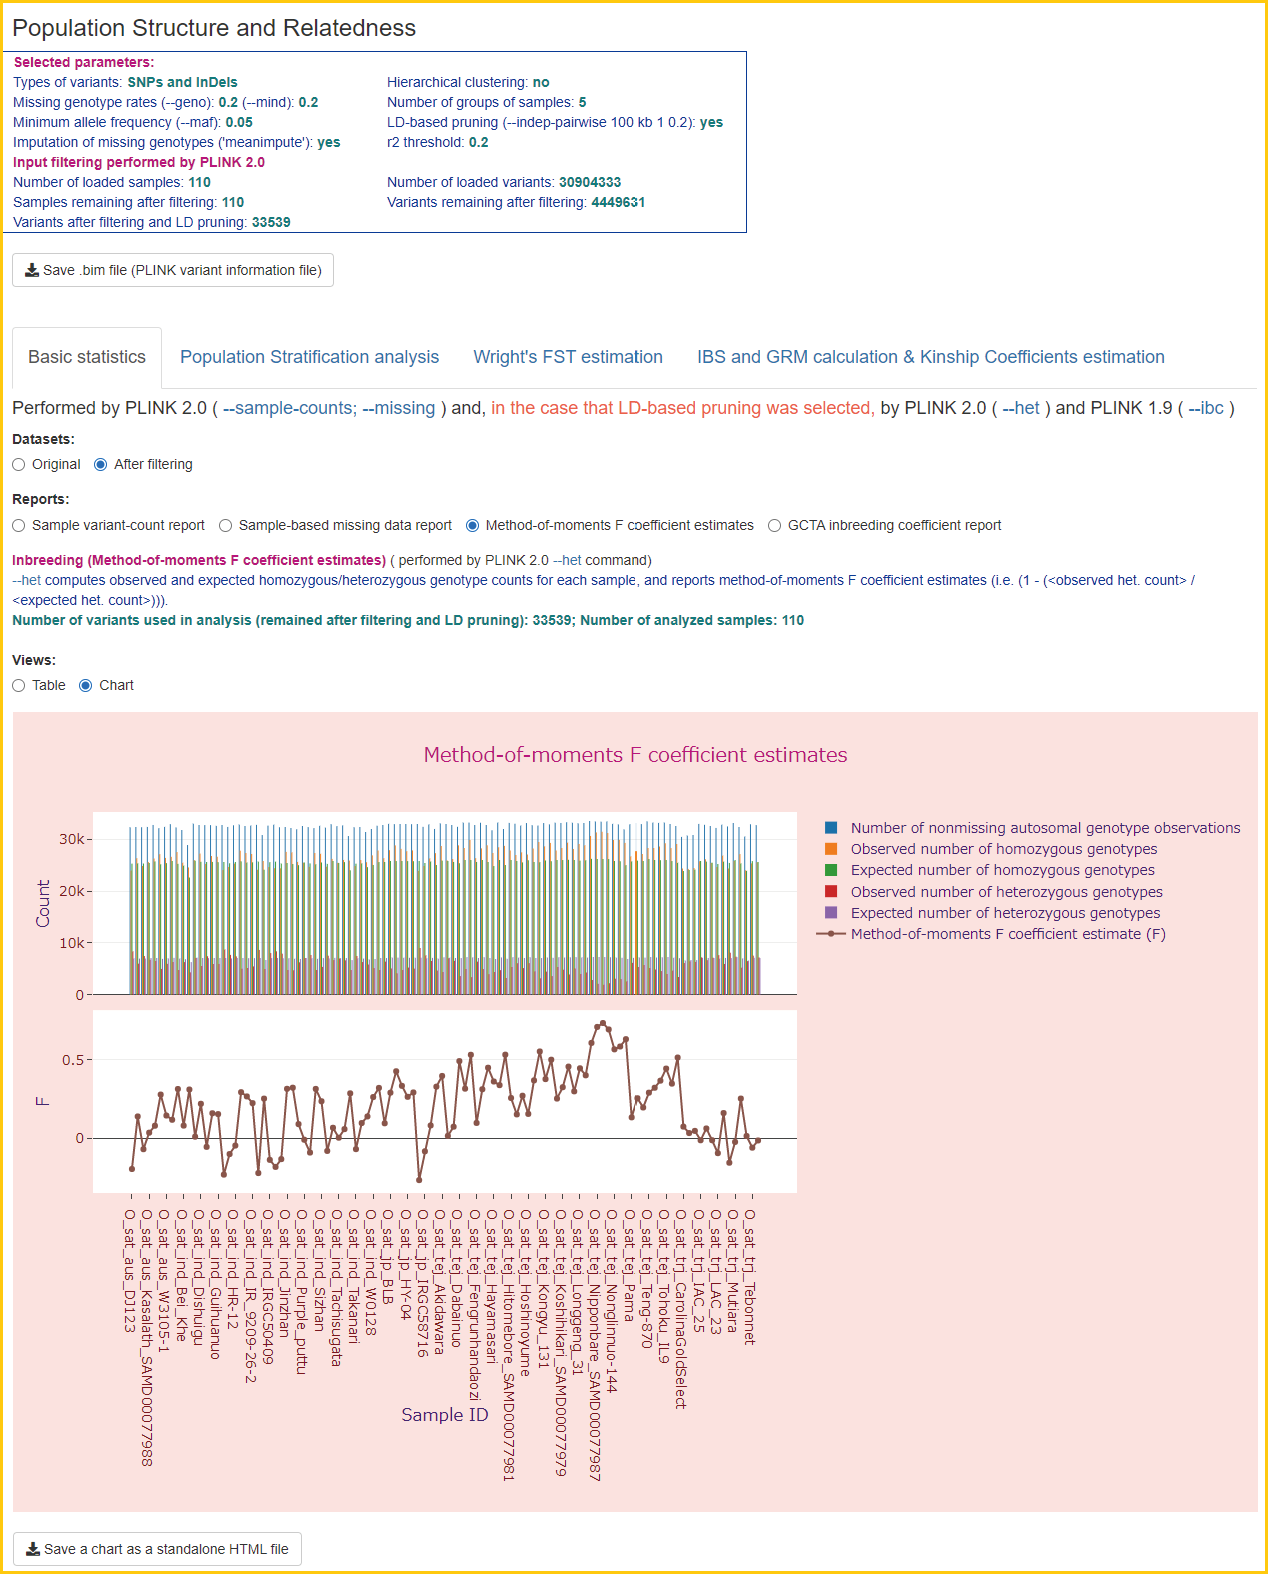 Population Structure and Relatedness
Selected parameters:
Types of variants: SNPs and InDels
Hierarchical clustering: no
Missing genotype rates (--geno): 0.2 (--mind): 0.2
Number of groups of samples: 5
Minimum allele frequency (--maf): 0.05
LD-based pruning (--indep-pairwise 100 kb 1 0.2): yes
Imputation of missing genotypes ('meanimpute'): yes
r2 threshold: 0.2
Input filtering performed by PLINK 2.0
Number of loaded samples: 110
Number of loaded variants: 30904333
Samples remaining after filtering: 110
Variants remaining after filtering: 4449631
Variants after filtering and LD pruning: 33539
Save .bim file (PLINK variant information file)
Basic statistics
Population Stratification analysis
Wright's FST estimation
IBS and GRM calculation & Kinship Coefficients estimation
Performed by PLINK 2.0 ( --sample-counts; --missing ) and, in the case that LD-based pruning was selected, by PLINK 2.0 ( --het ) and PLINK 1.9 ( --ibc )
Datasets:
Original After filtering
Reports:
Sample variant-count report Sample-based missing data report Method-of-moments F coefficient estimates GCTA inbreeding coefficient report
Inbreeding (Method-of-moments F coefficient estimates) ( performed by PLINK 2.0 --het command)
--het computes observed and expected homozygous/heterozygous genotype counts for each sample, and reports method-of-moments F coefficient estimates (i.e. (1 - (<observed het. count> /
<expected het. count>))).
Number of variants used in analysis (remained after filtering and LD pruning): 33539; Number of analyzed samples: 110
Views:
Table Chart
Method-of-moments F coefficient estimates
30k
20k
10k
0
Count
Number of nonmissing autosomal genotype observations
Observed number of homozygous genotypes
Expected number of homozygous genotypes
Observed number of heterozygous genotypes
Expected number of heterozygous genotypes
Method-of-moments F coefficient estimate (F)
0.5
0
F
O_sat_aus_DJ123
O_sat_aus_Kasalath_SAMD00077988
O_sat_aus_W3105-1
O_sat_ind_Bei_Khe
O_sat_ind_Dishuigu
O_sat_ind_Guihuanuo
O_sat_ind_HR-12
O_sat_ind_IR_9209-26-2
O_sat_ind_IRGC50409
O_sat_ind_Jinzhan
O_sat_ind_Purple_puttu
O_sat_ind_Sizhan
O_sat_ind_Tachisugata
O_sat_ind_Takanari
O_sat_ind_W0128
O_sat_jp_BLB
O_sat_jp_HY-04
O_sat_jp_IRGC58716
O_sat_tej_Akidawara
O_sat_tej_Dabainuo
O_sat_tej_Fengrunhandaozi
O_sat_tej_Hayamasari
O_sat_tej_Hitomebore_SAMD00077981
O_sat_tej_Hoshinoyume
O_sat_tej_Kongyu_131
O_sat_tej_Koshihikari_SAMD00077979
O_sat_tej_Longgeng_31
O_sat_tej_Nipponbare_SAMD00077987
O_sat_tej_Nonglinnuo-144
O_sat_tej_Pama
O_sat_tej_Teng-870
O_sat_tej_Tohoku_IL9
O_sat_trj_CarolinaGoldSelect
O_sat_trj_IAC_25
O_sat_trj_LAC_23
O_sat_trj_Mutiara
O_sat_trj_Tebonnet
Sample ID
Save a chart as a standalone HTML file